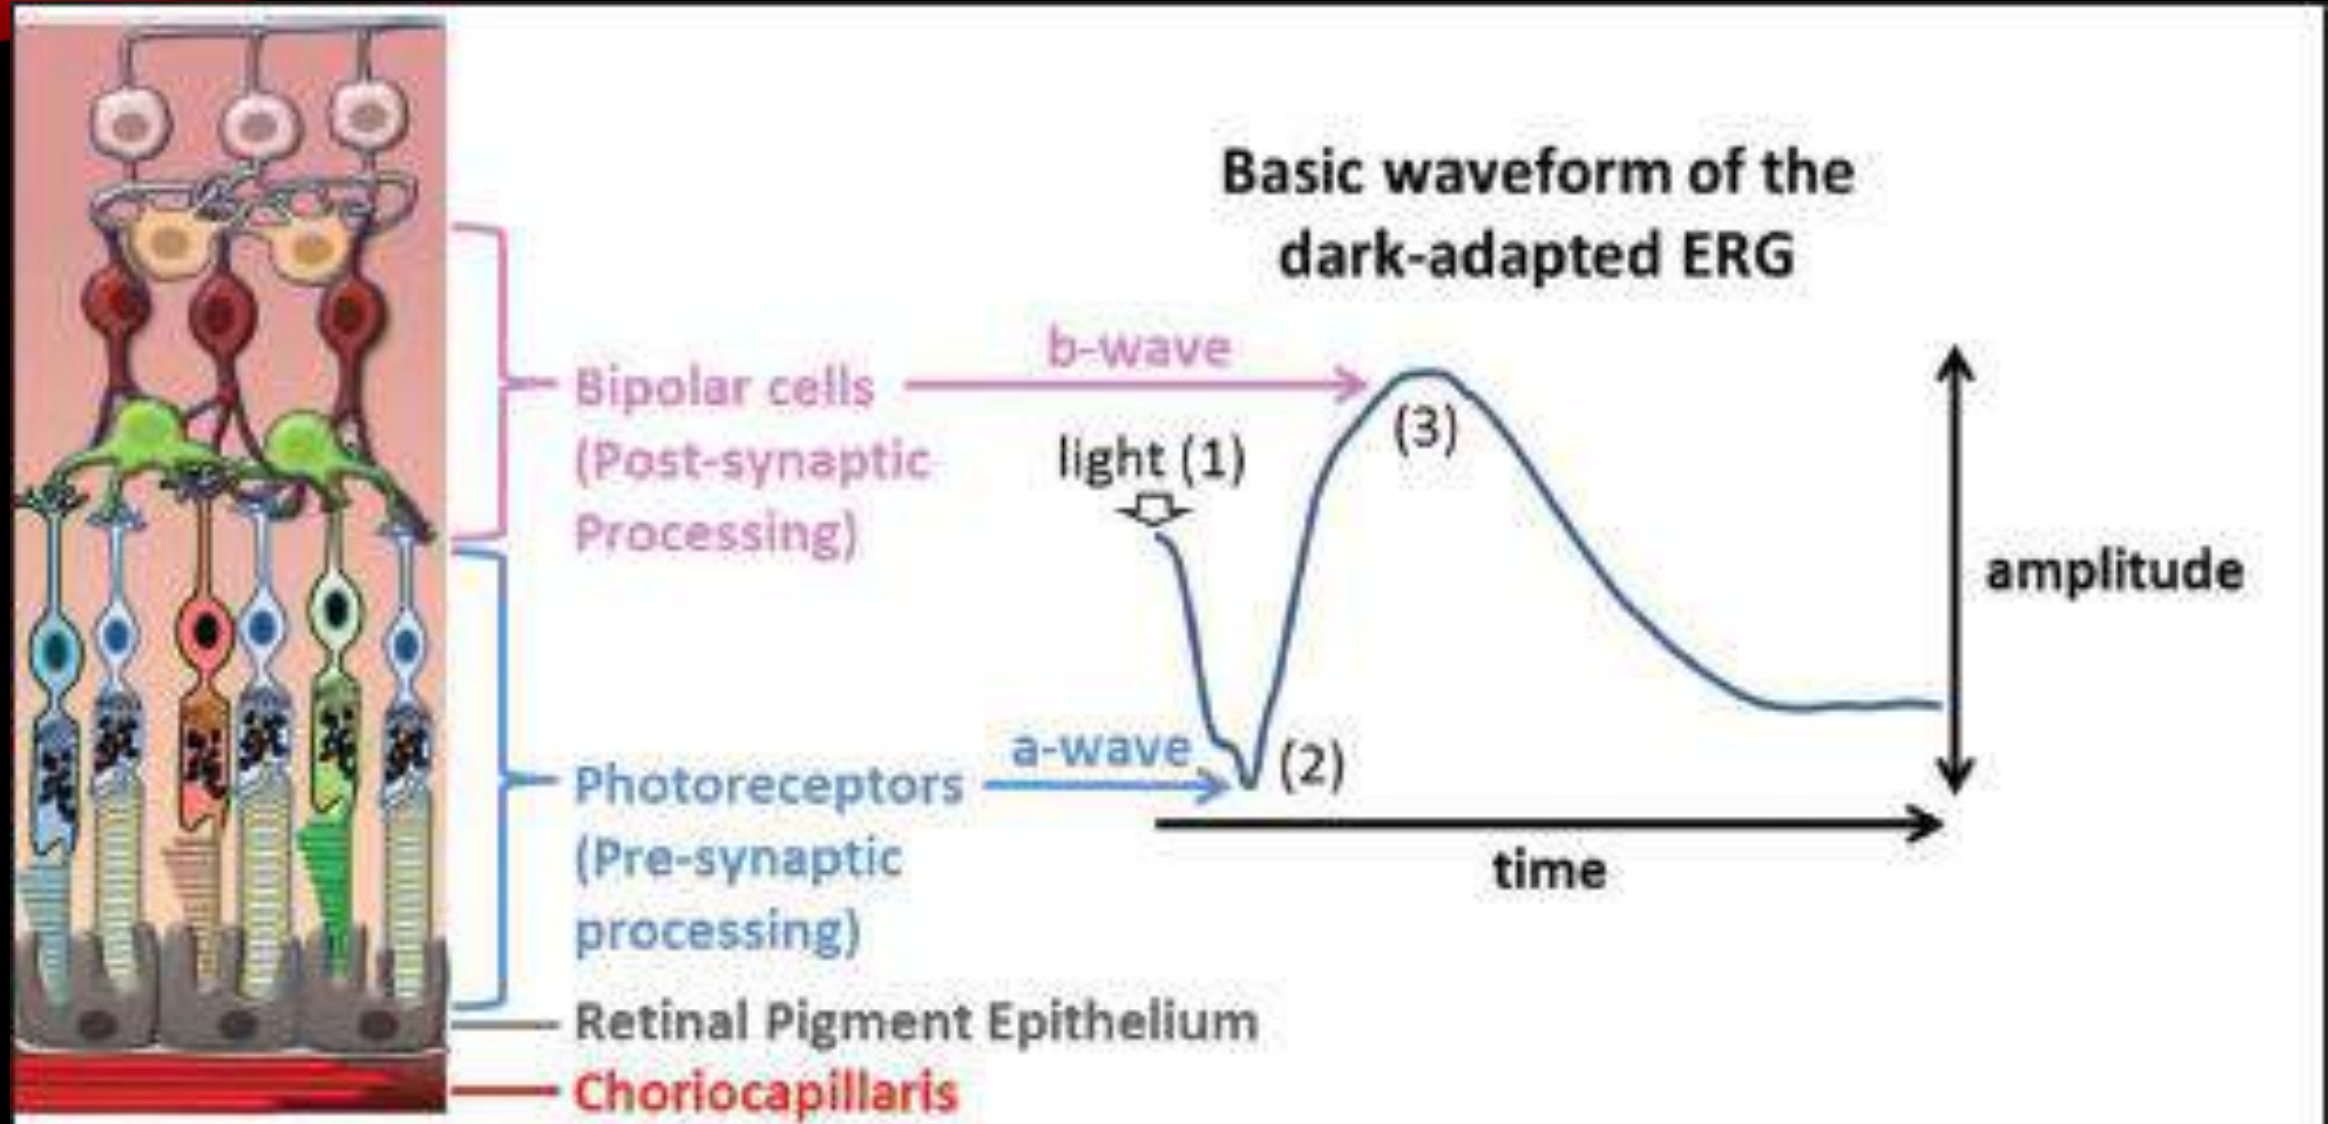 Basic waveform of the
dark-adapted ERG
b-wave
Bipolar cells
(Post-synaptic
Processing)
light (1)
(3)
amplitude
a-wave
(2)
Photoreceptors
(Pre-synaptic
processing)
time
Retinal Pigment Epithelium
Choriocapillaris